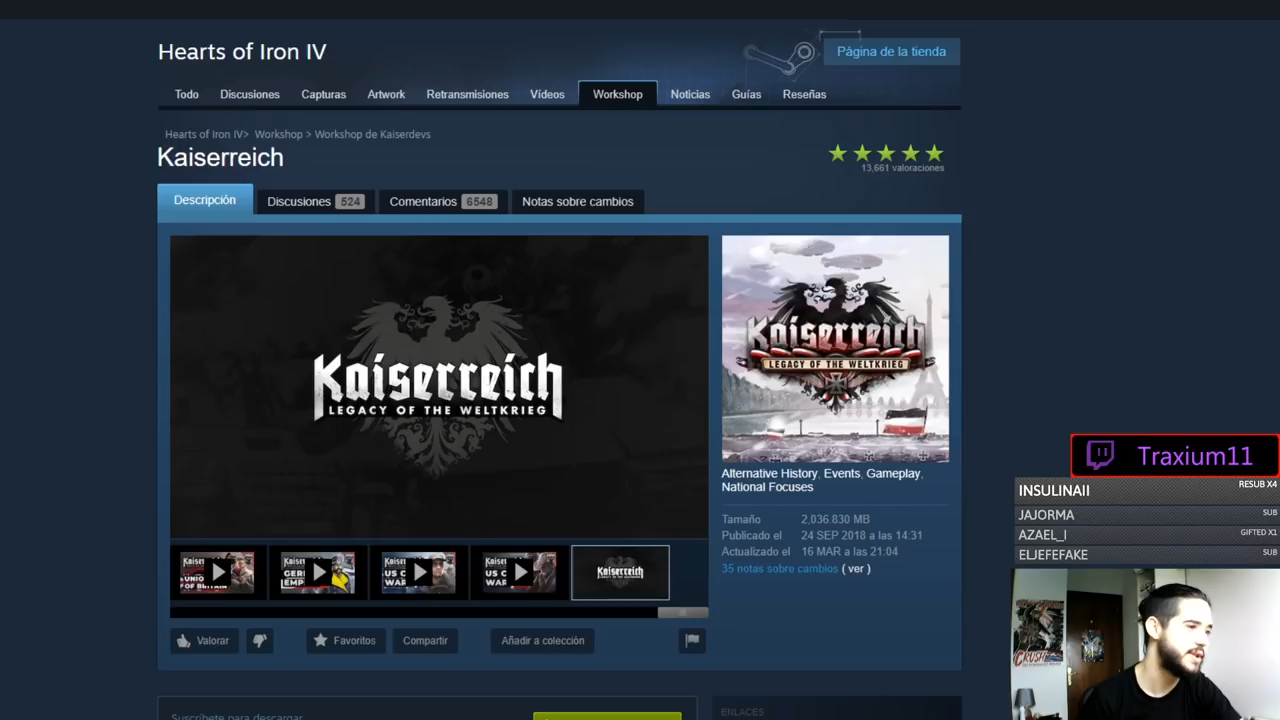 Hearts of Iron IV
Página de la tienda
Todo Discusiones Capturas Artwork Retransmisiones Vídeos Workshop Noticias Guías Reseñas
Hearts of Iron IV> Workshop > Workshop de Kaiserdevs
Kaiserreich
13,661 valoraciones
Descripción Discusiones 524 Comentarios 6548 Notas sobre cambios
Kaiserreich
LEGACY OF THE WELTKRIEG
Kaiserreich
LEGACY OF THE WELTKRIEG
Alternative History, Events, Gameplay,
National Focuses
Tamaño 2,036.830 MB
Publicado el 24 SEP 2018 a las 14:31
Actualizado el 16 MAR a las 21:04
35 notas sobre cambios ( ver )
Kaiserreich
Valorar Favoritos Compartir Añadir a colección
Suscríbete para descargar
ENLACES
Traxium11
INSULINAII RESUB X4
JAJORMA SUB
AZAEL_I GIFTED X1
ELJEFEFAKE SUB
CRUSH